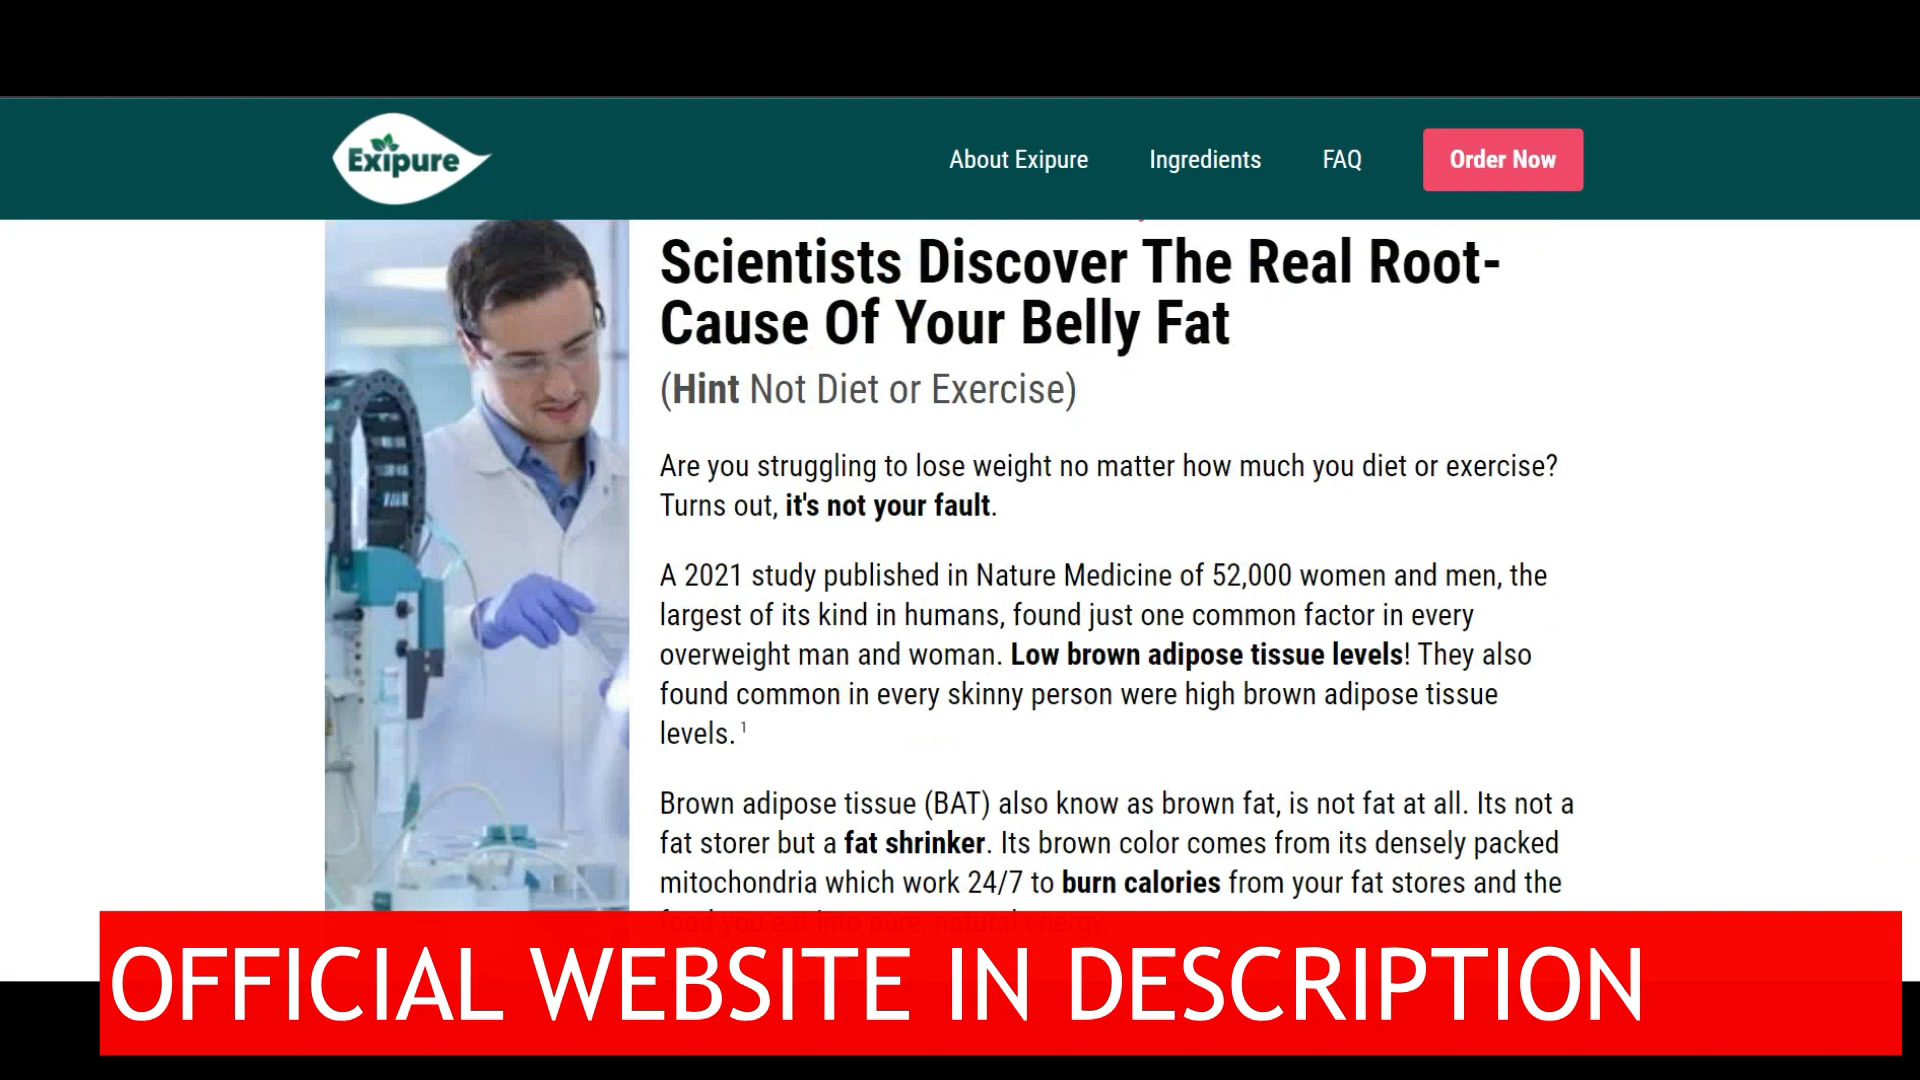 Exipure
About Exipure
Ingredients
FAQ
Order Now
Scientists Discover The Real Root-
Cause Of Your Belly Fat
(Hint Not Diet or Exercise)
Are you struggling to lose weight no matter how much you diet or exercise?
Turns out, it's not your fault.
A 2021 study published in Nature Medicine of 52,000 women and men, the
largest of its kind in humans, found just one common factor in every
overweight man and woman. Low brown adipose tissue levels! They also
found common in every skinny person were high brown adipose tissue
levels. 1
Brown adipose tissue (BAT) also know as brown fat, is not fat at all. Its not a
fat storer but a fat shrinker. Its brown color comes from its densely packed
mitochondria which work 24/7 to burn calories from your fat stores and the
food you eat into pure, natural energy.
OFFICIAL WEBSITE IN DESCRIPTION